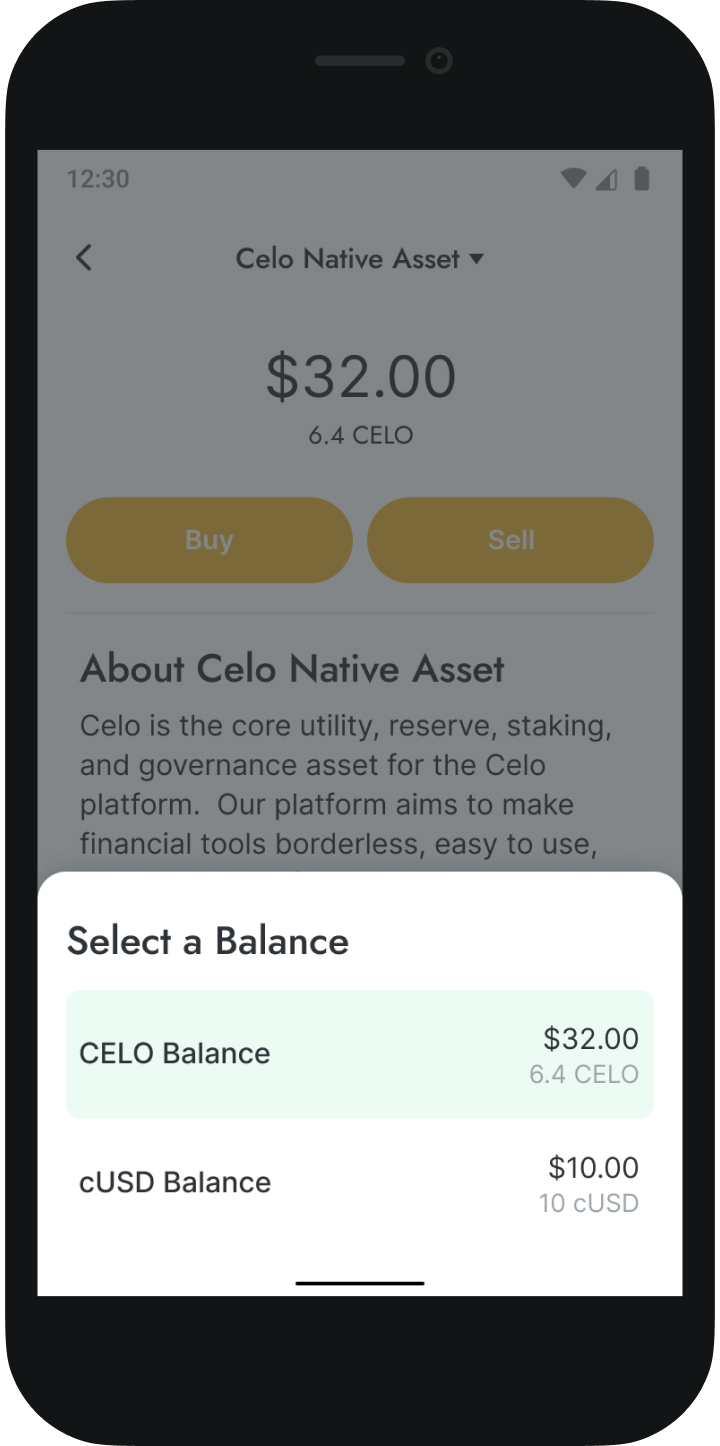 12:30
Celo Native Asset
$32.00
6.4 CELO
Buy
Sell
About Celo Native Asset
Celo is the core utility, reserve, staking,
and governance asset for the Celo
platform.  Our platform aims to make
financial tools borderless, easy to use,
Select a Balance
CELO Balance
$32.00
6.4 CELO
cUSD Balance
$10.00
10 cUSD